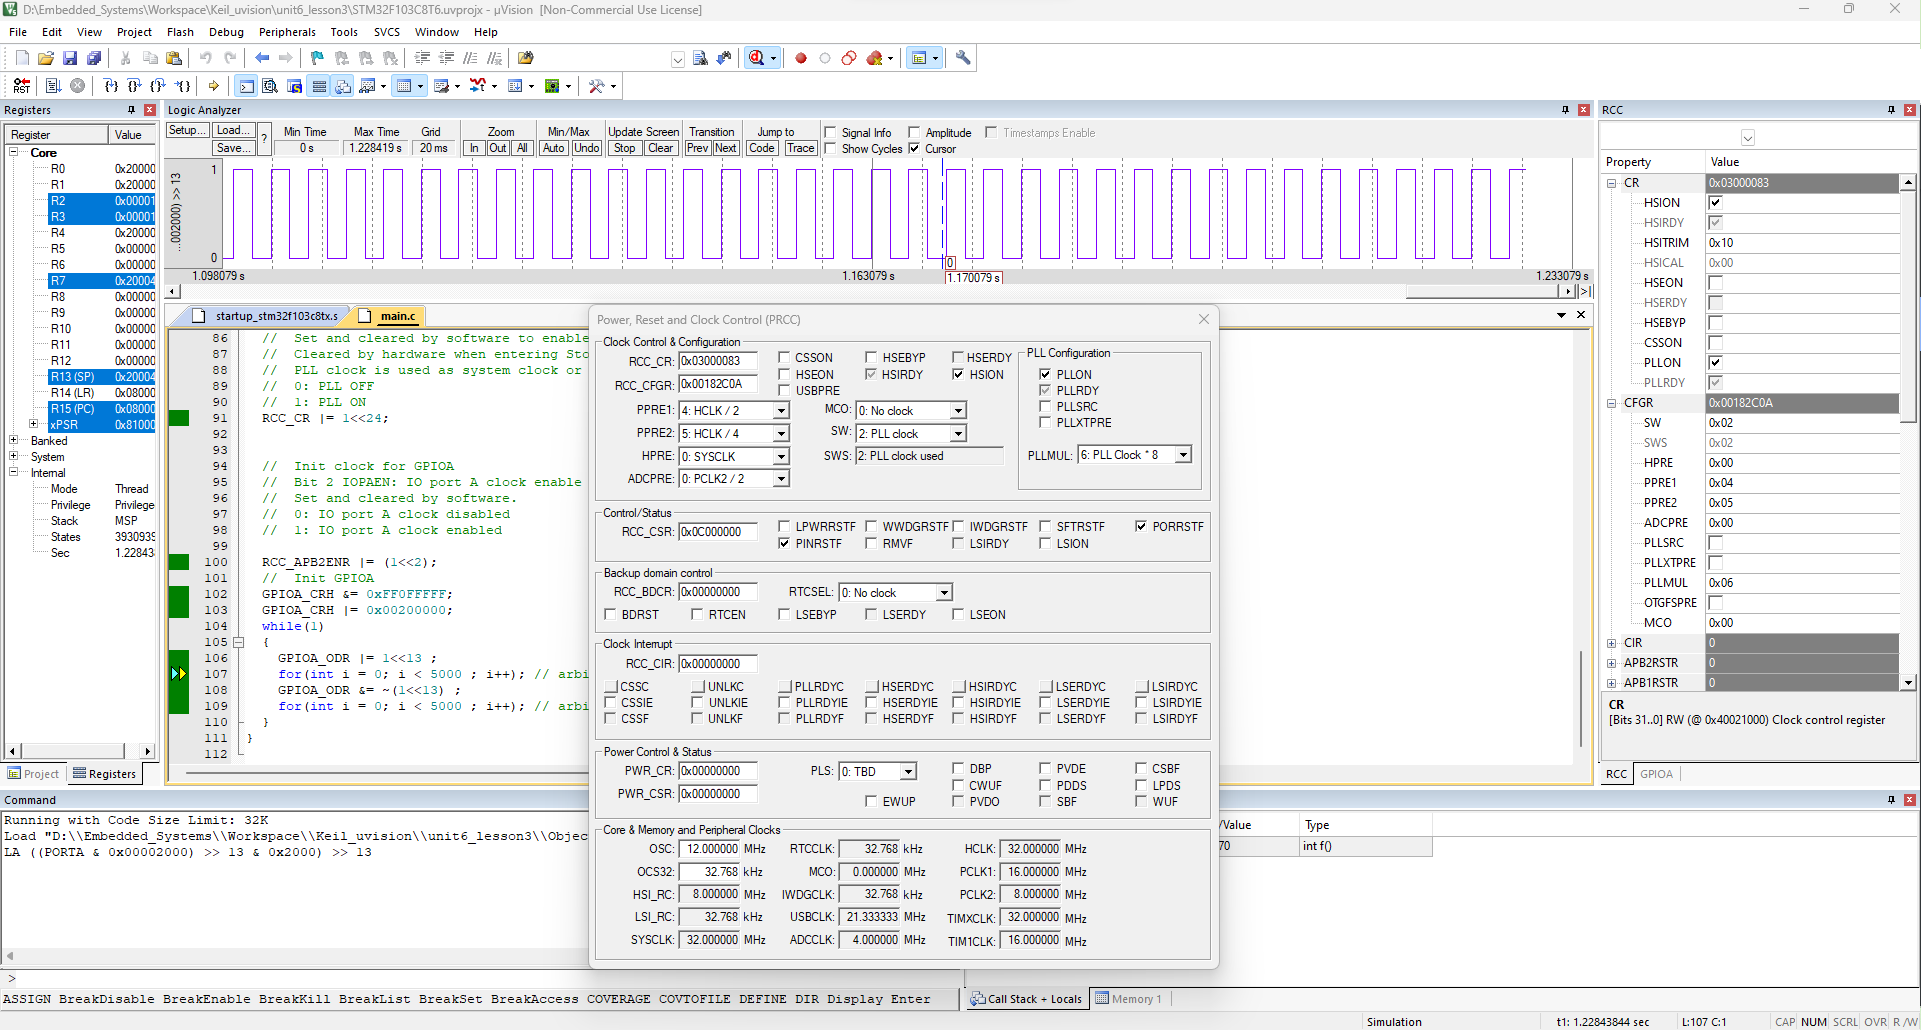 D:\Embedded_Systems\Workspace\Keil_uvision\unit6_lesson3\STM32F103C8T6.uvprojx - µVision  [Non-Commercial Use License]
File Edit View Project Flash Debug Peripherals Tools SVCS Window Help
Registers
Register Value
Core
R0 0x20000
R1 0x20000
R2 0x00001
R3 0x00001
R4 0x20000
R5 0x00000
R6 0x00000
R7 0x20004
R8 0x00000
R9 0x00000
R10 0x00000
R11 0x00000
R12 0x00000
R13 (SP) 0x20004
R14 (LR) 0x08000
R15 (PC) 0x08000
xPSR 0x81000
Banked
System
Internal
Mode Thread
Privilege Privilege
Stack MSP
States 3930939
Sec 1.22843
Project Registers
Logic Analyzer
Setup... Load... ? Min Time Max Time Grid Zoom Min/Max Update Screen Transition Jump to Signal Info Amplitude Timestamps Enable
Save... 0 s 1.228419 s 20 ms In Out All Auto Undo Stop Clear Prev Next Code Trace Show Cycles Cursor
...002000) >> 13
1
0
0
1.098079 s 1.163079 s 1.170079 s 1.233079 s
startup_stm32f103c8tx.s main.c
86 // Set and cleared by software to enable
87 // Cleared by hardware when entering Sto
88 // PLL clock is used as system clock or
89 // 0: PLL OFF
90 // 1: PLL ON
91 RCC_CR |= 1<<24;
92
93
94 // Init clock for GPIOA
95 // Bit 2 IOPAEN: IO port A clock enable
96 // Set and cleared by software.
97 // 0: IO port A clock disabled
98 // 1: IO port A clock enabled
99
100 RCC_APB2ENR |= (1<<2);
101 // Init GPIOA
102 GPIOA_CRH &= 0xFF0FFFFF;
103 GPIOA_CRH |= 0x00200000;
104 while(1)
105 {
106 GPIOA_ODR |= 1<<13 ;
107 for(int i = 0; i < 5000 ; i++); // arbi
108 GPIOA_ODR &= ~(1<<13) ;
109 for(int i = 0; i < 5000 ; i++); // arbi
110 }
111 }
112
Power, Reset and Clock Control (PRCC)
Clock Control & Configuration
RCC_CR: 0x03000083 CSSON HSEBYP HSERDY
HSEON HSIRDY HSION
RCC_CFGR: 0x00182C0A USBPRE
PPRE1: 4: HCLK / 2 MCO: 0: No clock
PPRE2: 5: HCLK / 4 SW: 2: PLL clock
HPRE: 0: SYSCLK SWS: 2: PLL clock used
ADCPRE: 0: PCLK2 / 2
PLL Configuration
PLLON
PLLRDY
PLLSRC
PLLXTPRE
PLLMUL: 6: PLL Clock * 8
Control/Status
RCC_CSR: 0x0C000000 LPWRRSTF WWDGRSTF IWDGRSTF SFTRSTF PORRSTF
PINRSTF RMVF LSIRDY LSION
Backup domain control
RCC_BDCR: 0x00000000 RTCSEL: 0: No clock
BDRST RTCEN LSEBYP LSERDY LSEON
Clock Interrupt
RCC_CIR: 0x00000000
CSSC UNLKC PLLRDYC HSERDYC HSIRDYC LSERDYC LSIRDYC
CSSIE UNLKIE PLLRDYIE HSERDYIE HSIRDYIE LSERDYIE LSIRDYIE
CSSF UNLKF PLLRDYF HSERDYF HSIRDYF LSERDYF LSIRDYF
Power Control & Status
PWR_CR: 0x00000000 PLS: 0: TBD DBP PVDE CSBF
CWUF PDDS LPDS
PWR_CSR: 0x00000000 EWUP PVDO SBF WUF
Core & Memory and Peripheral Clocks
OSC: 12.000000 MHz RTCCLK: 32.768 kHz HCLK: 32.000000 MHz
OCS32: 32.768 kHz MCO: 0.000000 MHz PCLK1: 16.000000 MHz
HSI_RC: 8.000000 MHz IWDGCLK: 32.768 kHz PCLK2: 8.000000 MHz
LSI_RC: 32.768 kHz USBCLK: 21.333333 MHz TIMXCLK: 32.000000 MHz
SYSCLK: 32.000000 MHz ADCCLK: 4.000000 MHz TIM1CLK: 16.000000 MHz
RCC
Property Value
CR 0x03000083
HSION
HSIRDY
HSITRIM 0x10
HSICAL 0x00
HSEON
HSERDY
HSEBYP
CSSON
PLLON
PLLRDY
CFGR 0x00182C0A
SW 0x02
SWS 0x02
HPRE 0x00
PPRE1 0x04
PPRE2 0x05
ADCPRE 0x00
PLLSRC
PLLXTPRE
PLLMUL 0x06
OTGFSPRE
MCO 0x00
CIR 0
APB2RSTR 0
APB1RSTR 0
CR
[Bits 31..0] RW (@ 0x40021000) Clock control register
RCC GPIOA
Command
Running with Code Size Limit: 32K
Load "D:\\Embedded_Systems\\Workspace\\Keil_uvision\\unit6_lesson3\\Objec
LA ((PORTA & 0x00002000) >> 13 & 0x2000) >> 13
>
ASSIGN BreakDisable BreakEnable BreakKill BreakList BreakSet BreakAccess COVERAGE COVTOFILE DEFINE DIR Display Enter
/Value Type
70 int f()
Call Stack + Locals Memory 1
Simulation t1: 1.22843844 sec L:107 C:1 CAP NUM SCRL OVR R/W